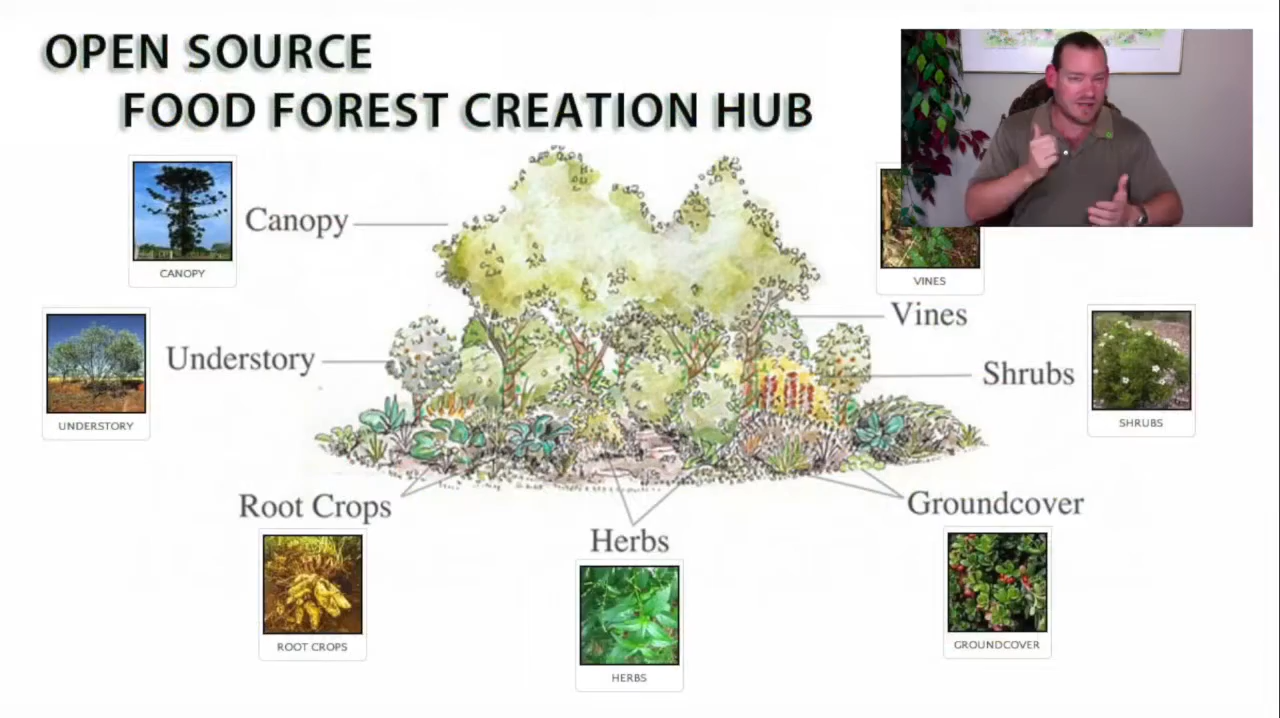 OPEN SOURCE
FOOD FOREST CREATION HUB
CANOPY
Canopy
VINES
Vines
UNDERSTORY
Understory
Shrubs
SHRUBS
Root Crops
ROOT CROPS
Herbs
HERBS
Groundcover
GROUNDCOVER